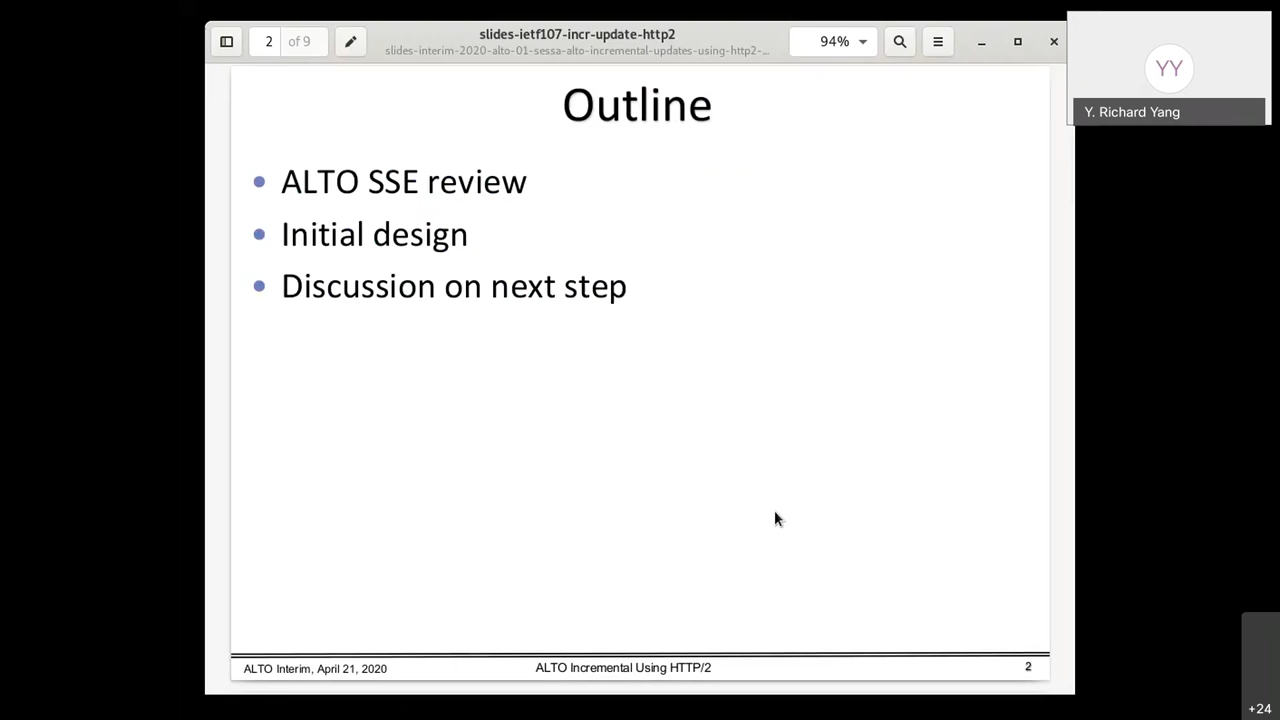 2 of 9
slides-ietf107-incr-update-http2
slides-interim-2020-alto-01-sessa-alto-incremental-updates-using-http2-...
94%
YY
Y. Richard Yang
Outline
• ALTO SSE review
• Initial design
• Discussion on next step
ALTO Interim, April 21, 2020
ALTO Incremental Using HTTP/2
2
+24